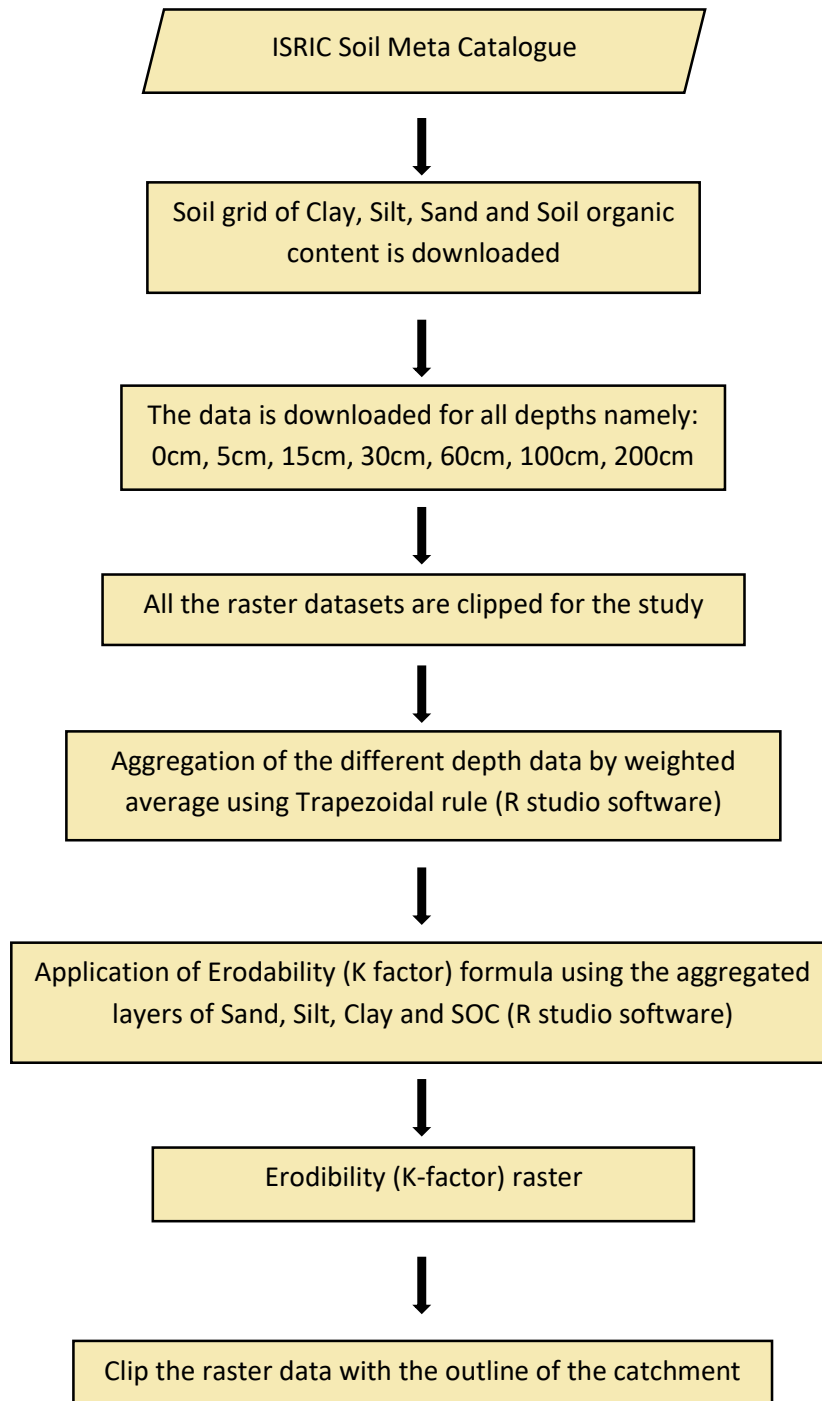 ISRIC Soil Meta Catalogue
Soil grid of Clay, Silt, Sand and Soil organic
content is downloaded
The data is downloaded for all depths namely:
0cm, 5cm, 15cm, 30cm, 60cm, 100cm, 200cm
All the raster datasets are clipped for the study
Aggregation of the different depth data by weighted
average using Trapezoidal rule (R studio software)
Application of Erodability (K factor) formula using the aggregated
layers of Sand, Silt, Clay and SOC (R studio software)
Erodibility (K-factor) raster
Clip the raster data with the outline of the catchment